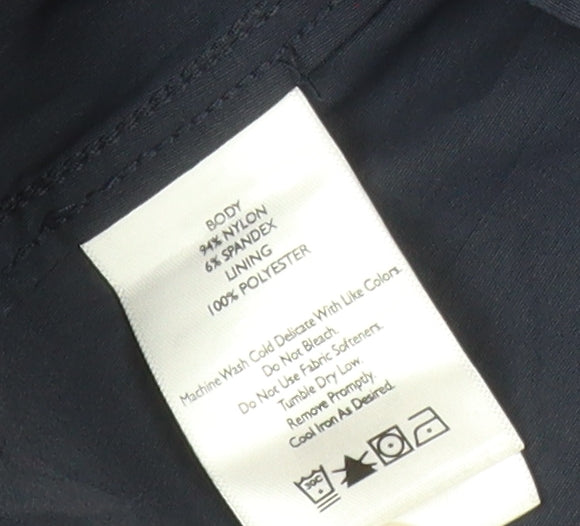 BODY
94% NYLON
6% SPANDEX
LINING
100% POLYESTER
Machine Wash Cold Delicate With Like Colors.
Do Not Bleach.
Do Not Use Fabric Softeners.
Tumble Dry Low.
Remove Promptly.
Cool Iron As Desired.
30C